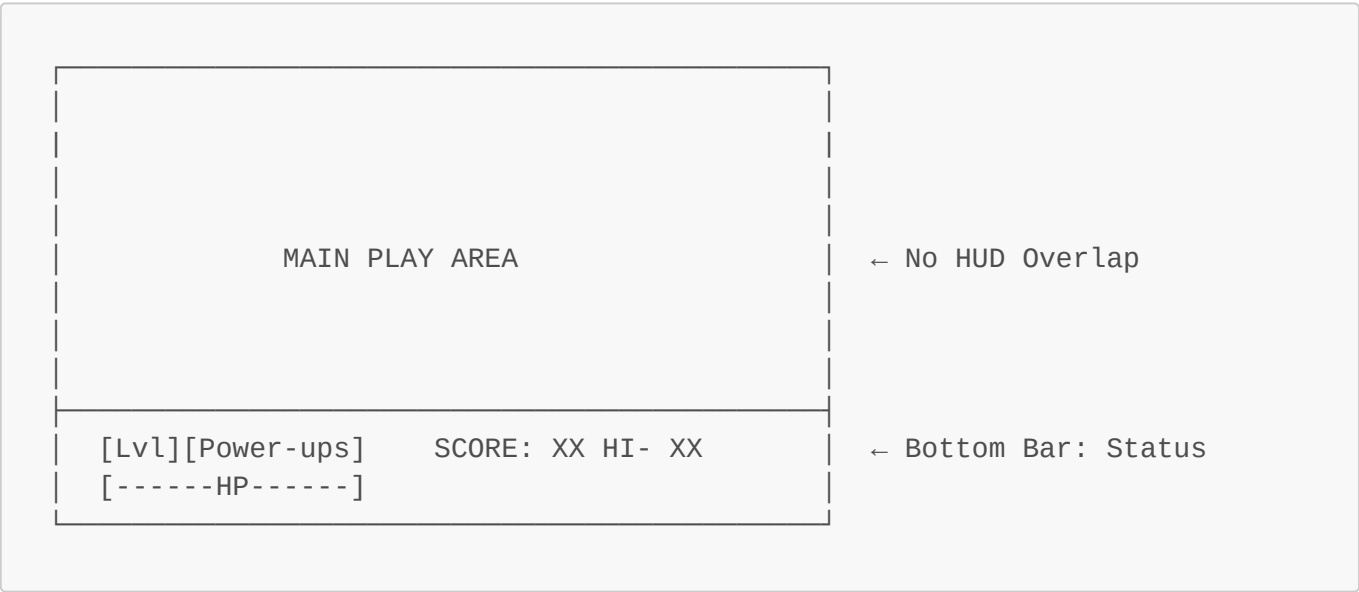 MAIN PLAY AREA ← No HUD Overlap
[Lvl][Power-ups] SCORE: XX HI- XX ← Bottom Bar: Status
[------HP------]